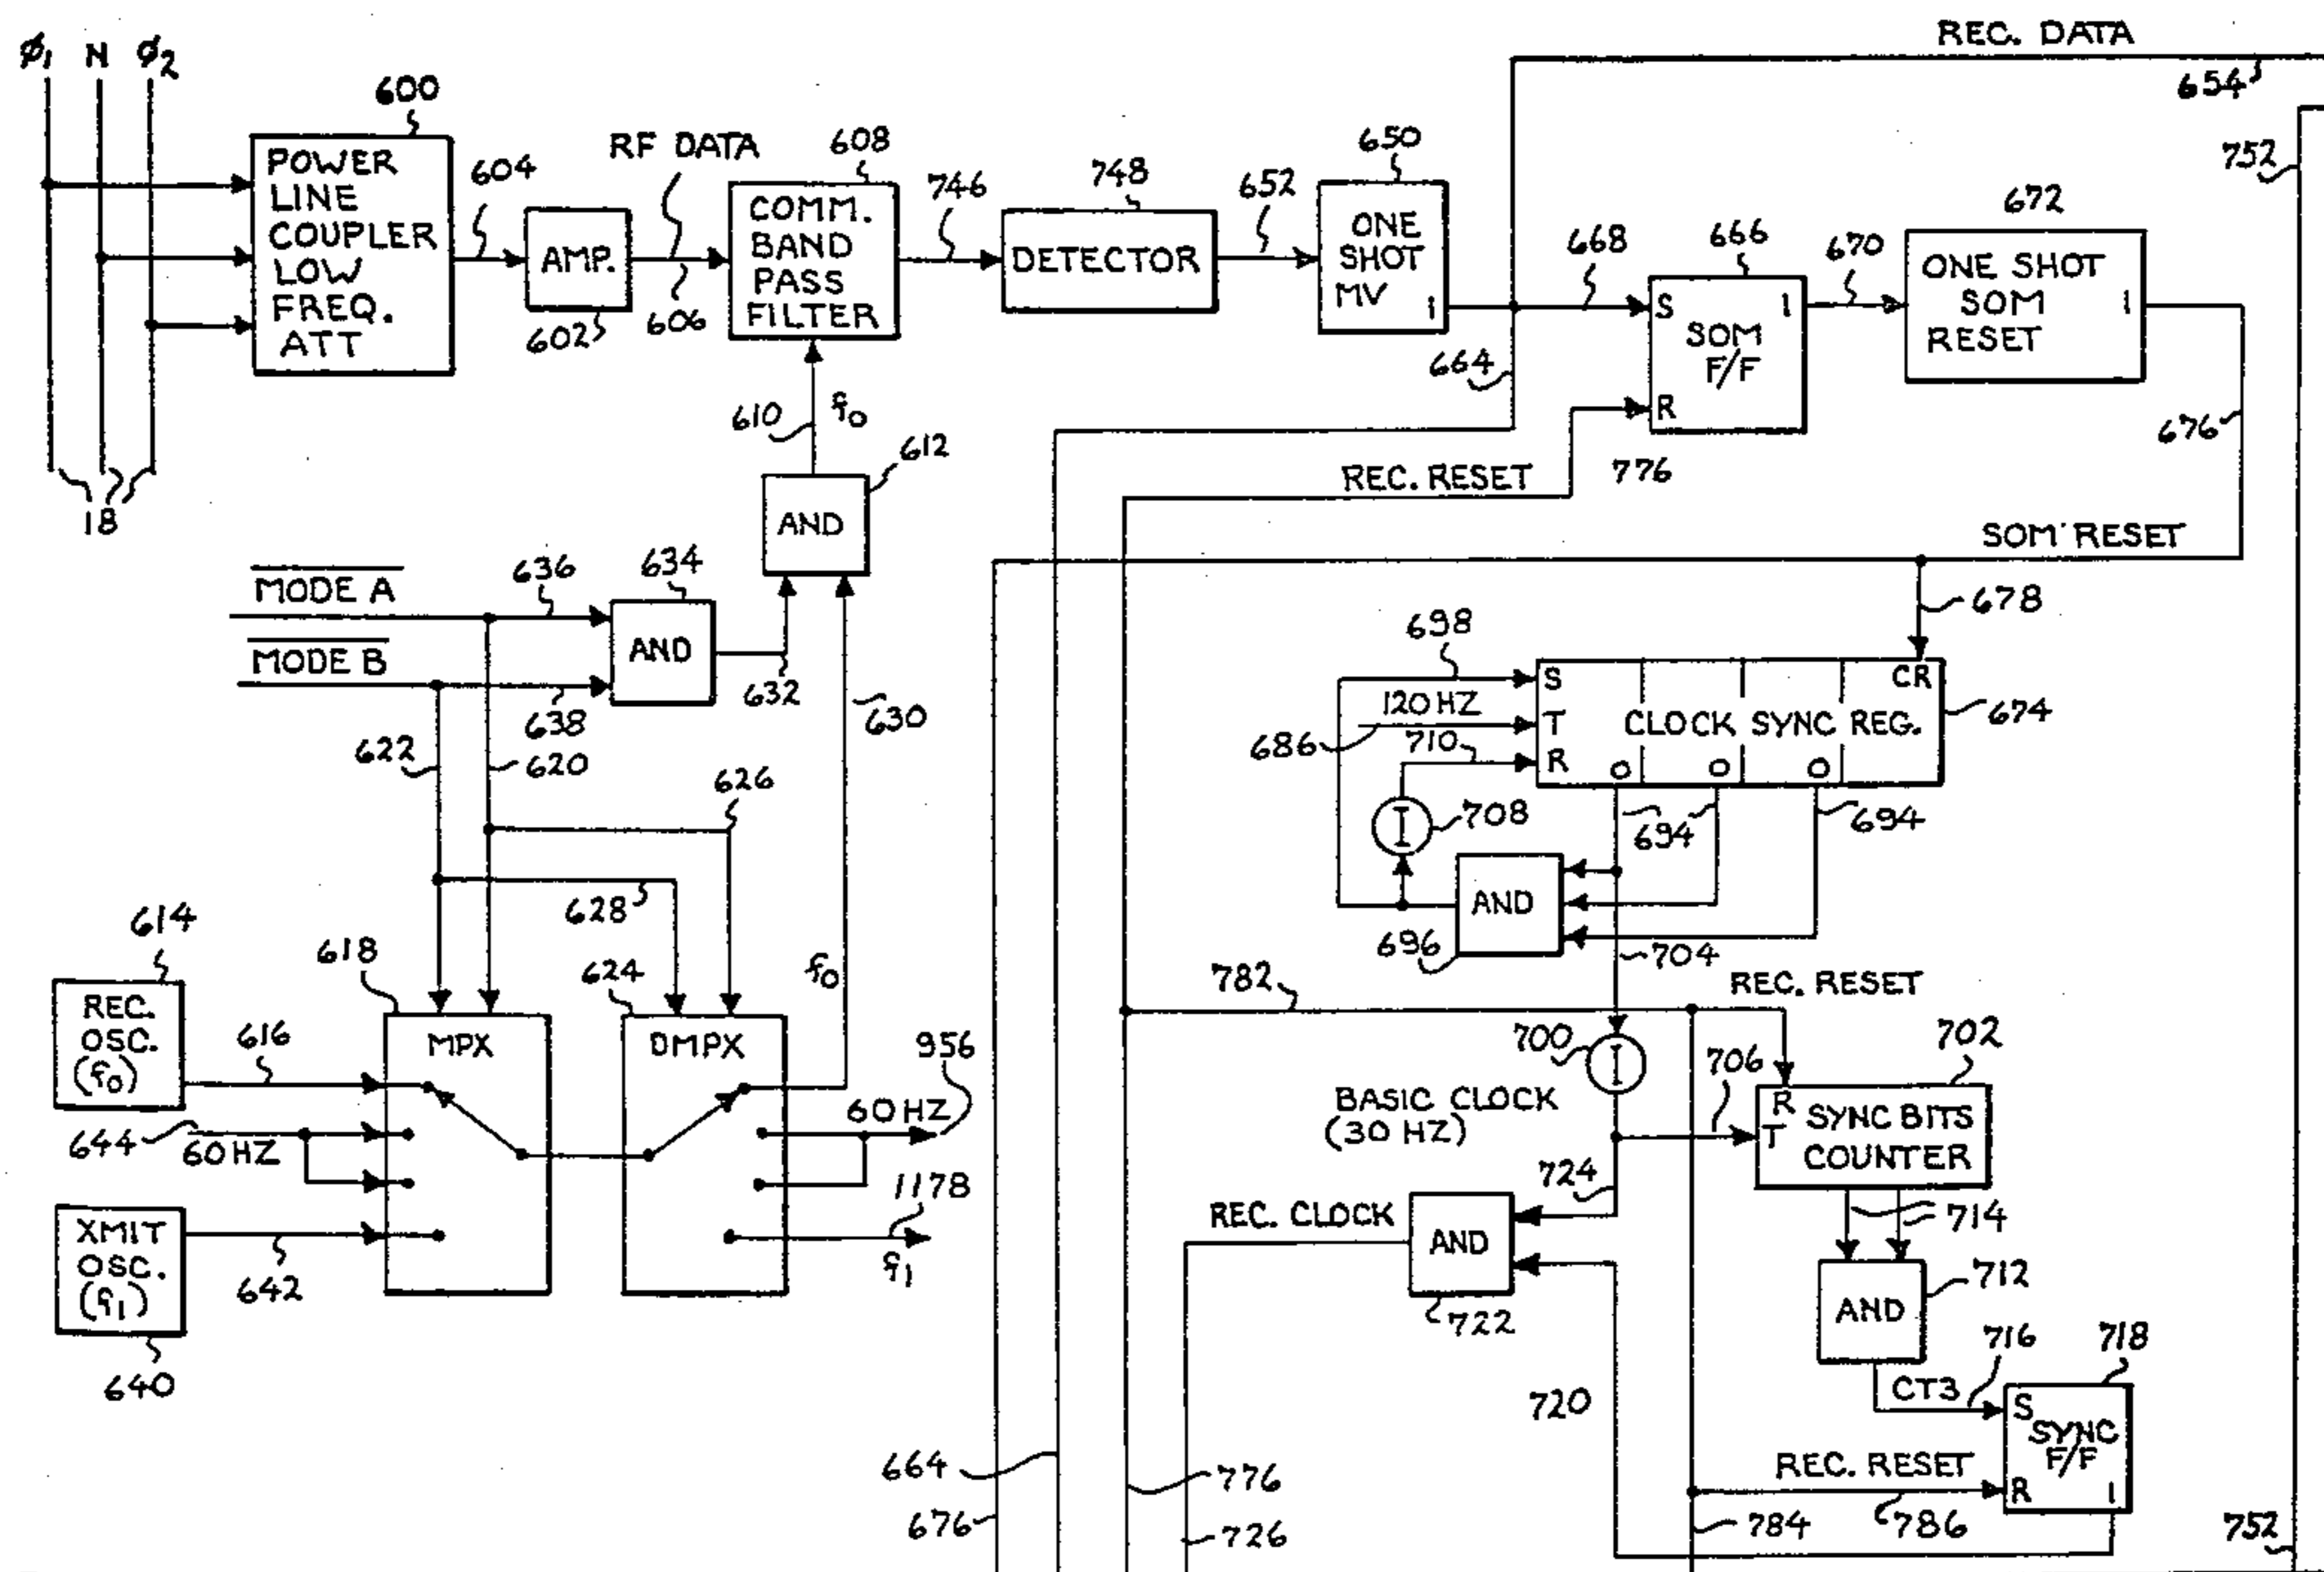 REC. DATA
654
ø1 N ø2
600
POWER
LINE
COUPLER
LOW
FREQ.
ATT
604
AMP.
602
RF DATA
606
608
COMM.
BAND
PASS
FILTER
746
748
DETECTOR
652
650
ONE
SHOT
MV
1
668
664
666
S
SOM
F/F
1
R
670
672
ONE SHOT
SOM
RESET
1
676
752
18
610
f0
612
AND
REC. RESET
776
SOM RESET
678
MODE A
636
634
MODE B
638
AND
632
630
622
620
626
628
698
120 HZ
686
710
S
T
R
CR
CLOCK SYNC REG.
0 0 0
674
708
I
694
694
AND
696
704
782
REC. RESET
614
REC.
OSC.
(f0)
616
618
MPX
624
DMPX
f0
956
60 HZ
644
60 HZ
1178
f1
XMIT
OSC.
(f1)
642
640
700
I
BASIC CLOCK
(30 HZ)
706
702
R
T
SYNC BITS
COUNTER
724
714
REC. CLOCK
AND
722
712
AND
716
718
CT3
720
S
SYNC
F/F
R
1
REC. RESET
664
776
676
726
784
786
752